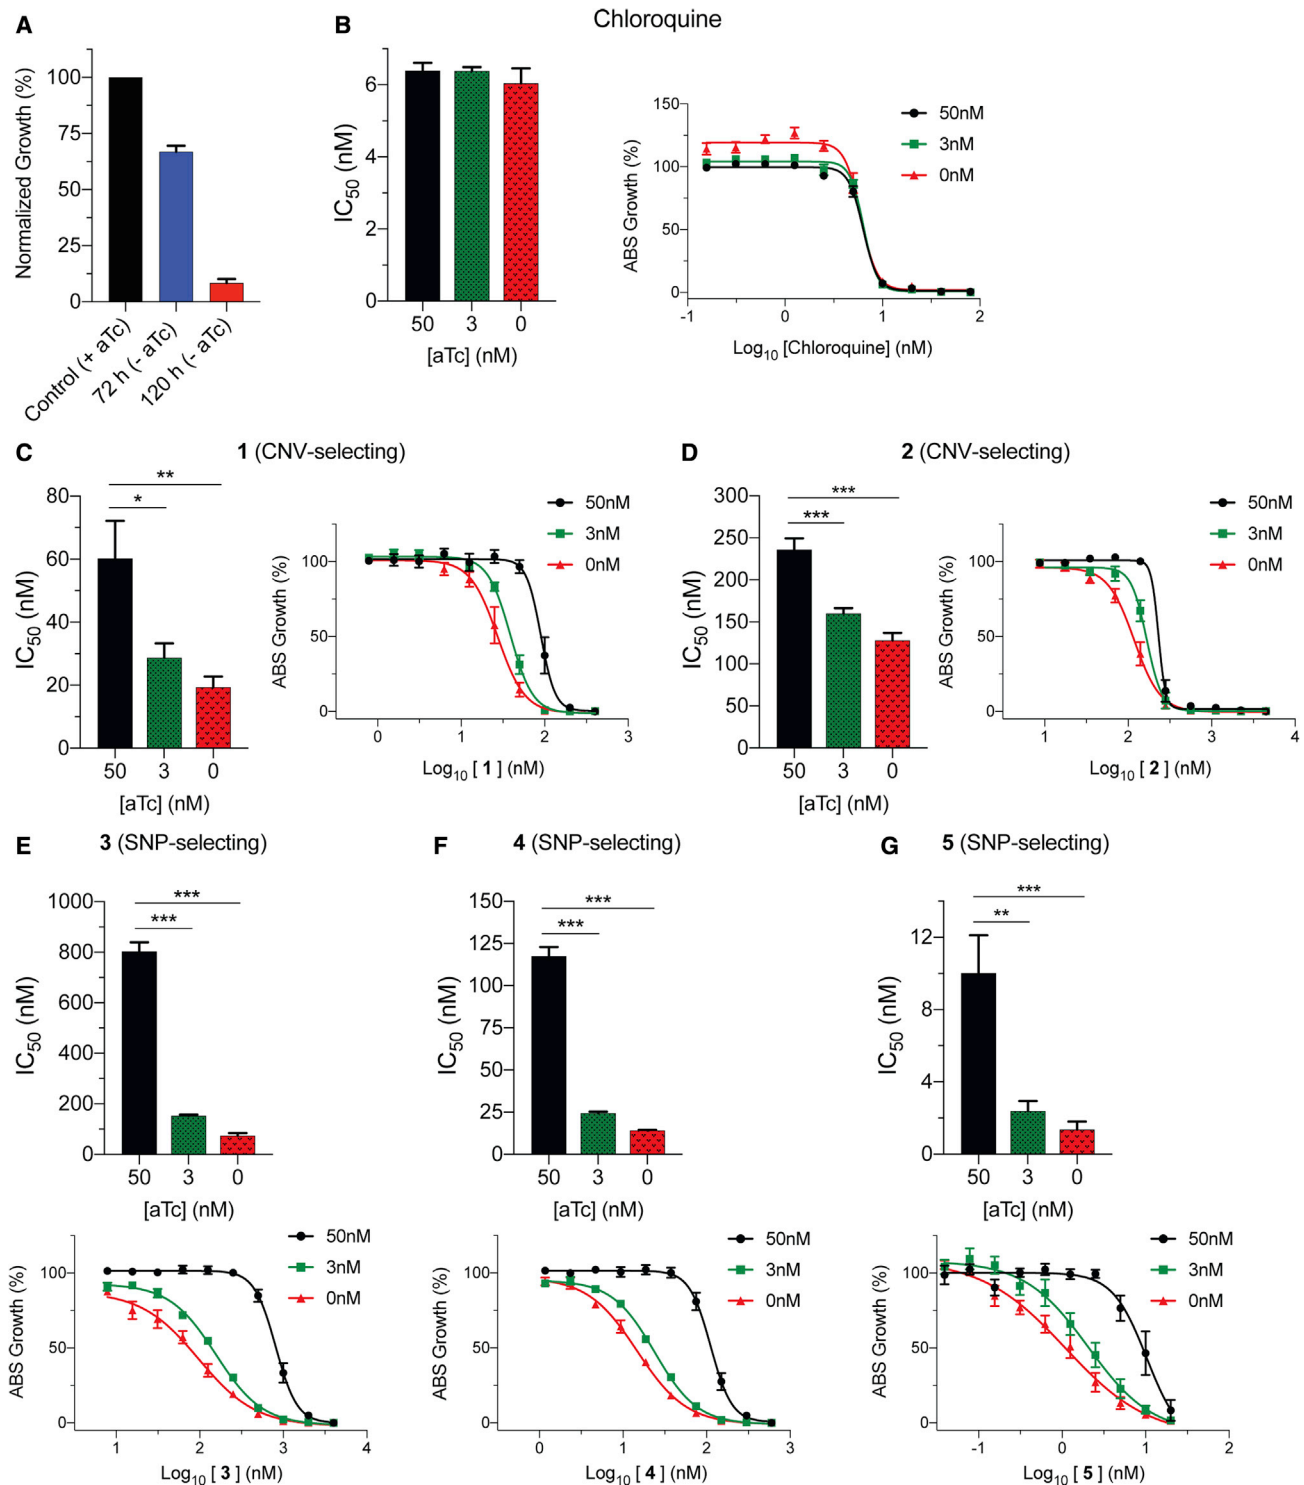 Chloroquine
A
Normalized Growth (%)
100
75
50
25
0
Control (+ aTc)
72 h (- aTc)
120 h (- aTc)
B
IC50 (nM)
6
4
2
0
50 3 0
[aTc] (nM)
ABS Growth (%)
150
100
50
0
-1 0 1 2
Log10 [Chloroquine] (nM)
50nM
3nM
0nM
C
1 (CNV-selecting)
IC50 (nM)
80
60
40
20
0
**
*
50 3 0
[aTc] (nM)
ABS Growth (%)
100
50
0
0 1 2 3
Log10 [ 1 ] (nM)
50nM
3nM
0nM
D
2 (CNV-selecting)
IC50 (nM)
300
250
200
150
100
50
0
***
***
50 3 0
[aTc] (nM)
ABS Growth (%)
100
50
0
1 2 3 4
Log10 [ 2 ] (nM)
50nM
3nM
0nM
E
3 (SNP-selecting)
IC50 (nM)
1000
800
600
400
200
0
***
***
50 3 0
[aTc] (nM)
ABS Growth (%)
100
50
0
1 2 3 4
Log10 [ 3 ] (nM)
50nM
3nM
0nM
F
4 (SNP-selecting)
IC50 (nM)
150
125
100
75
50
25
0
***
***
50 3 0
[aTc] (nM)
ABS Growth (%)
100
50
0
0 1 2 3
Log10 [ 4 ] (nM)
50nM
3nM
0nM
G
5 (SNP-selecting)
IC50 (nM)
12
8
4
0
***
**
50 3 0
[aTc] (nM)
ABS Growth (%)
100
50
0
-1 0 1 2
Log10 [ 5 ] (nM)
50nM
3nM
0nM